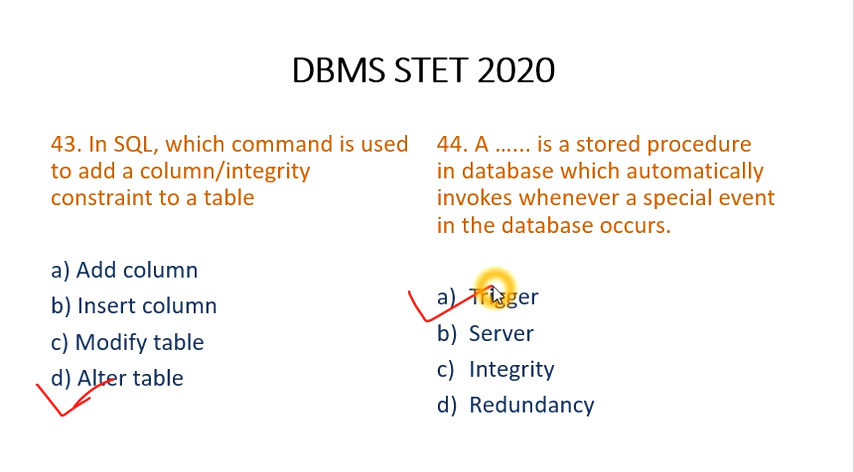 DBMS STET 2020
43. In SQL, which command is used
to add a column/integrity
constraint to a table
a) Add column
b) Insert column
c) Modify table
d) Alter table
44. A ...... is a stored procedure
in database which automatically
invokes whenever a special event
in the database occurs.
a) Trigger
b) Server
c) Integrity
d) Redundancy